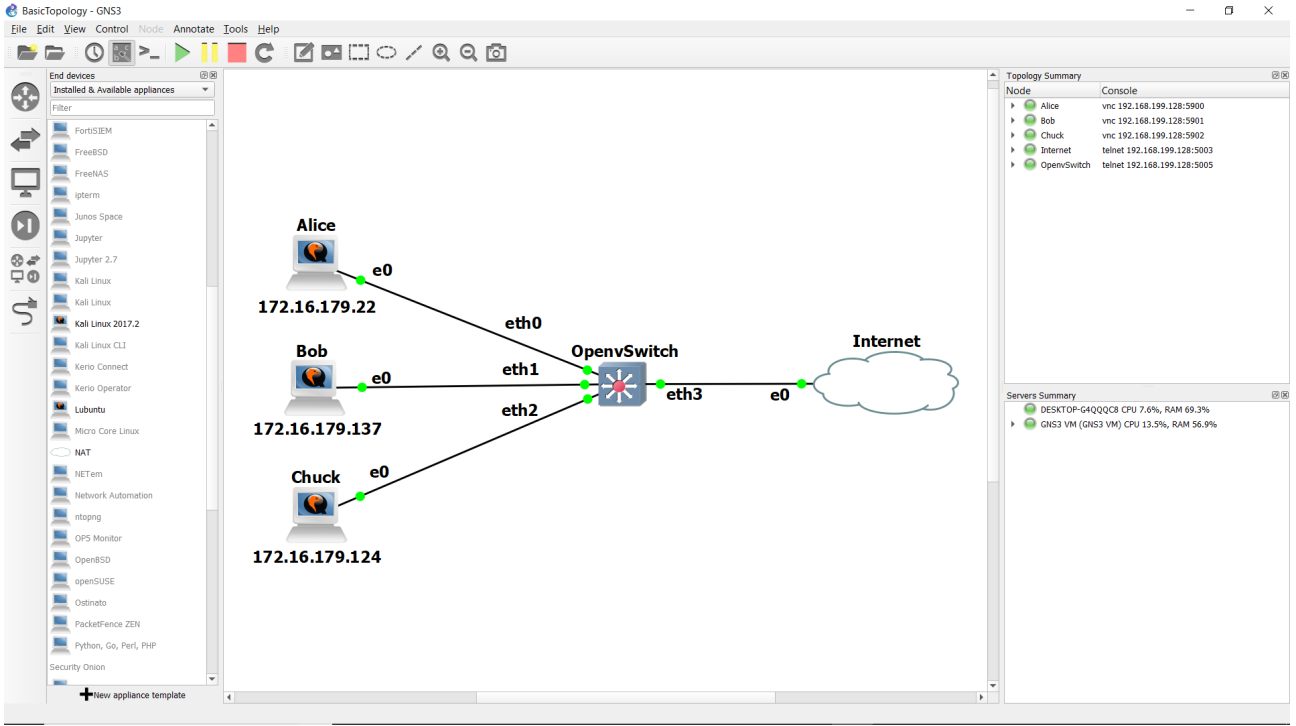 BasicTopology - GNS3
File Edit View Control Node Annotate Tools Help
End devices
Installed & Available appliances
Filter
FortiSIEM
FreeBSD
FreeNAS
ipterm
Junos Space
Jupyter
Jupyter 2.7
Kali Linux
Kali Linux
Kali Linux 2017.2
Kali Linux CLI
Kerio Connect
Kerio Operator
Lubuntu
Micro Core Linux
NAT
NETem
Network Automation
ntopng
OP5 Monitor
OpenBSD
openSUSE
Ostinato
PacketFence ZEN
Python, Go, Perl, PHP
Security Onion
New appliance template
Alice
e0
172.16.179.22
eth0
Bob
e0
172.16.179.137
eth1
OpenvSwitch
eth2
eth3
e0
Internet
Chuck
e0
172.16.179.124
Topology Summary
Node Console
Alice vnc 192.168.199.128:5900
Bob vnc 192.168.199.128:5901
Chuck vnc 192.168.199.128:5902
Internet telnet 192.168.199.128:5003
OpenvSwitch telnet 192.168.199.128:5005
Servers Summary
DESKTOP-G4QQQC8 CPU 7.6%, RAM 69.3%
GNS3 VM (GNS3 VM) CPU 13.5%, RAM 56.9%